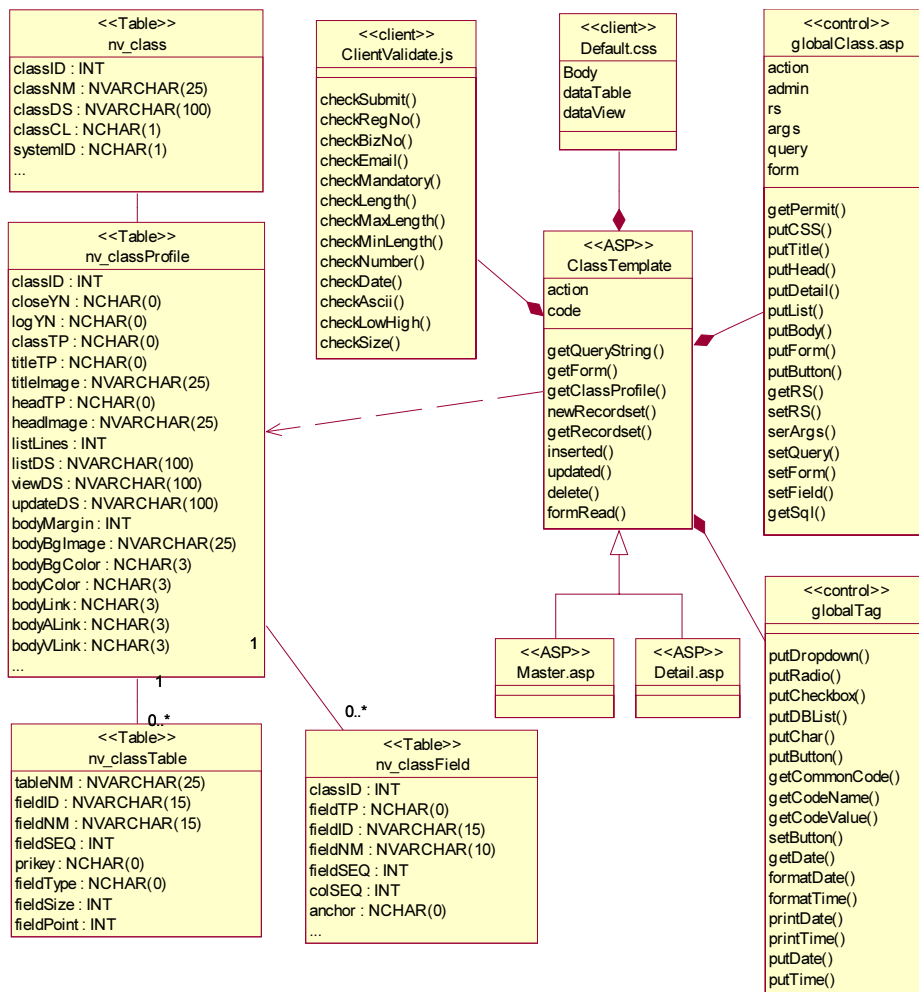 <<Table>>
nv_class
classID : INT
classNM : NVARCHAR(25)
classDS : NVARCHAR(100)
classCL : NCHAR(1)
systemID : NCHAR(1)
...
<<Table>>
nv_classProfile
classID : INT
closeYN : NCHAR(0)
logYN : NCHAR(0)
classTP : NCHAR(0)
titleTP : NCHAR(0)
titleImage : NVARCHAR(25)
headTP : NCHAR(0)
headImage : NVARCHAR(25)
listLines : INT
listDS : NVARCHAR(100)
viewDS : NVARCHAR(100)
updateDS : NVARCHAR(100)
bodyMargin : INT
bodyBgImage : NVARCHAR(25)
bodyBgColor : NCHAR(3)
bodyColor : NCHAR(3)
bodyLink : NCHAR(3)
bodyALink : NCHAR(3)
bodyVLink : NCHAR(3)
...
1
1
0..*
0..*
<<Table>>
nv_classTable
tableNM : NVARCHAR(25)
fieldID : NVARCHAR(15)
fieldNM : NVARCHAR(15)
fieldSEQ : INT
prikey : NCHAR(0)
fieldType : NCHAR(0)
fieldSize : INT
fieldPoint : INT
<<Table>>
nv_classField
classID : INT
fieldTP : NCHAR(0)
fieldID : NVARCHAR(15)
fieldNM : NVARCHAR(10)
fieldSEQ : INT
colSEQ : INT
anchor : NCHAR(0)
...
<<client>>
ClientValidate.js
checkSubmit()
checkRegNo()
checkBizNo()
checkEmail()
checkMandatory()
checkLength()
checkMaxLength()
checkMinLength()
checkNumber()
checkDate()
checkAscii()
checkLowHigh()
checkSize()
<<client>>
Default.css
Body
dataTable
dataView
<<ASP>>
ClassTemplate
action
code
getQueryString()
getForm()
getClassProfile()
newRecordset()
getRecordset()
inserted()
updated()
delete()
formRead()
<<ASP>>
Master.asp
<<ASP>>
Detail.asp
<<control>>
globalClass.asp
action
admin
rs
args
query
form
getPermit()
putCSS()
putTitle()
putHead()
putDetail()
putList()
putBody()
putForm()
putButton()
getRS()
setRS()
serArgs()
setQuery()
setForm()
setField()
getSql()
<<control>>
globalTag
putDropdown()
putRadio()
putCheckbox()
putDBList()
putChar()
putButton()
getCommonCode()
getCodeName()
getCodeValue()
setButton()
getDate()
formatDate()
formatTime()
printDate()
printTime()
putDate()
putTime()